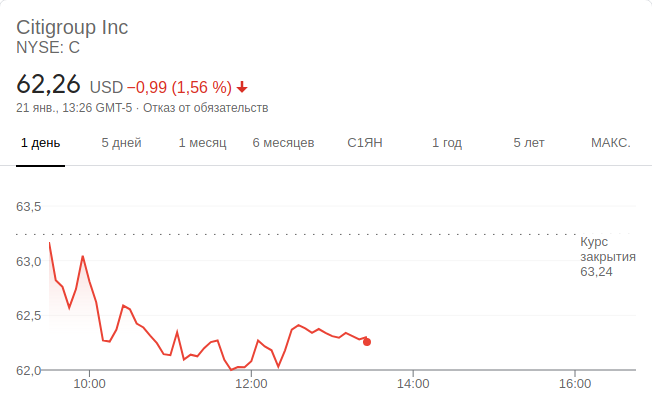 Citigroup Inc
NYSE: C
62,26 USD −0,99 (1,56 %)
21 янв., 13:26 GMT-5 · Отказ от обязательств
1 день 5 дней 1 месяц 6 месяцев С1ЯН 1 год 5 лет МАКС.
63,5
Курс
закрытия
63,24
63,0
62,5
62,0
10:00 12:00 14:00 16:00